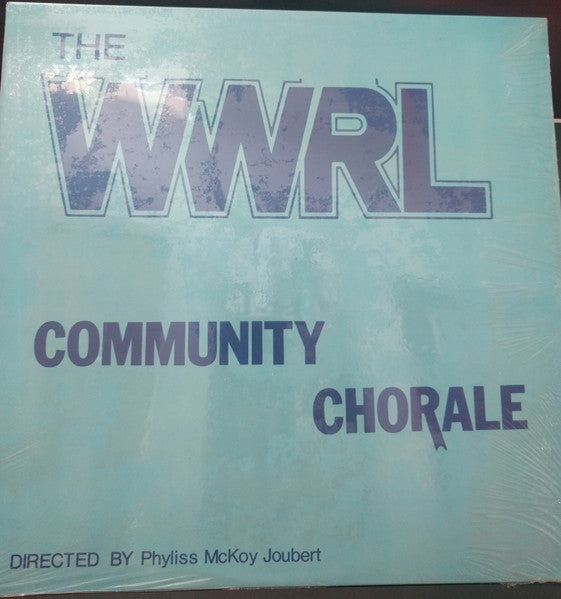 THE
WWRL
COMMUNITY
CHORALE
DIRECTED BY Phyliss McKoy Joubert